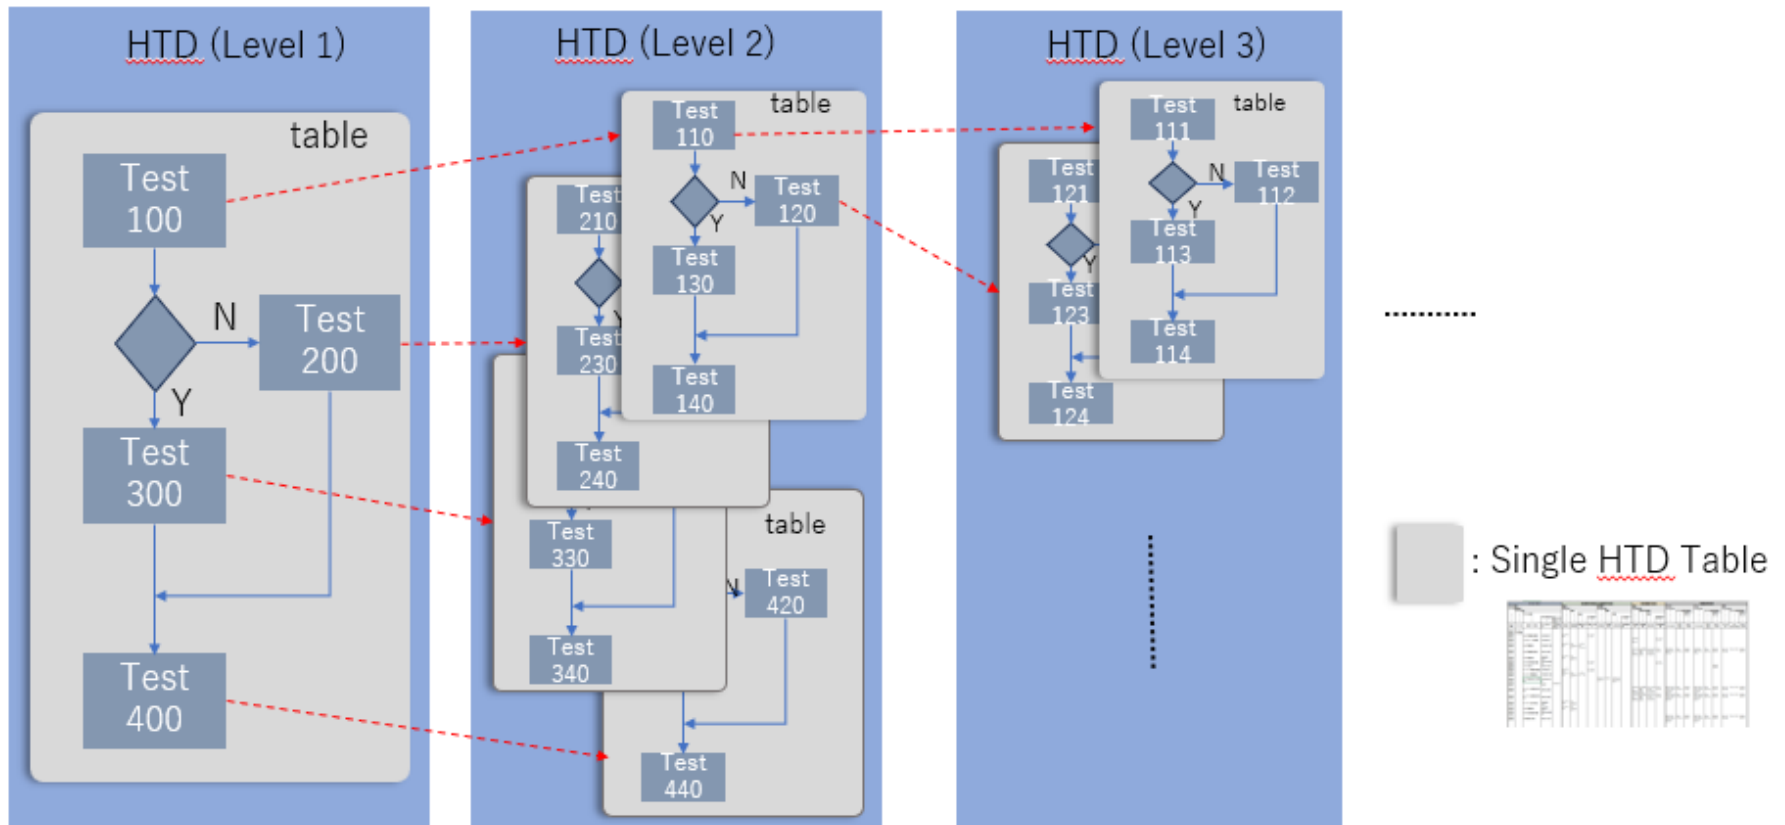 HTD (Level 1)
table
Test
100
N
Test
200
Y
Test
300
Test
400
HTD (Level 2)
table
Test
110
N
Test
120
Y
Test
130
Test
140
Test
210
Test
230
Test
240
Test
330
Test
340
table
N
Test
420
Test
440
HTD (Level 3)
table
Test
111
N
Test
112
Y
Test
113
Test
114
Test
121
Y
Test
123
Test
124
: Single HTD Table